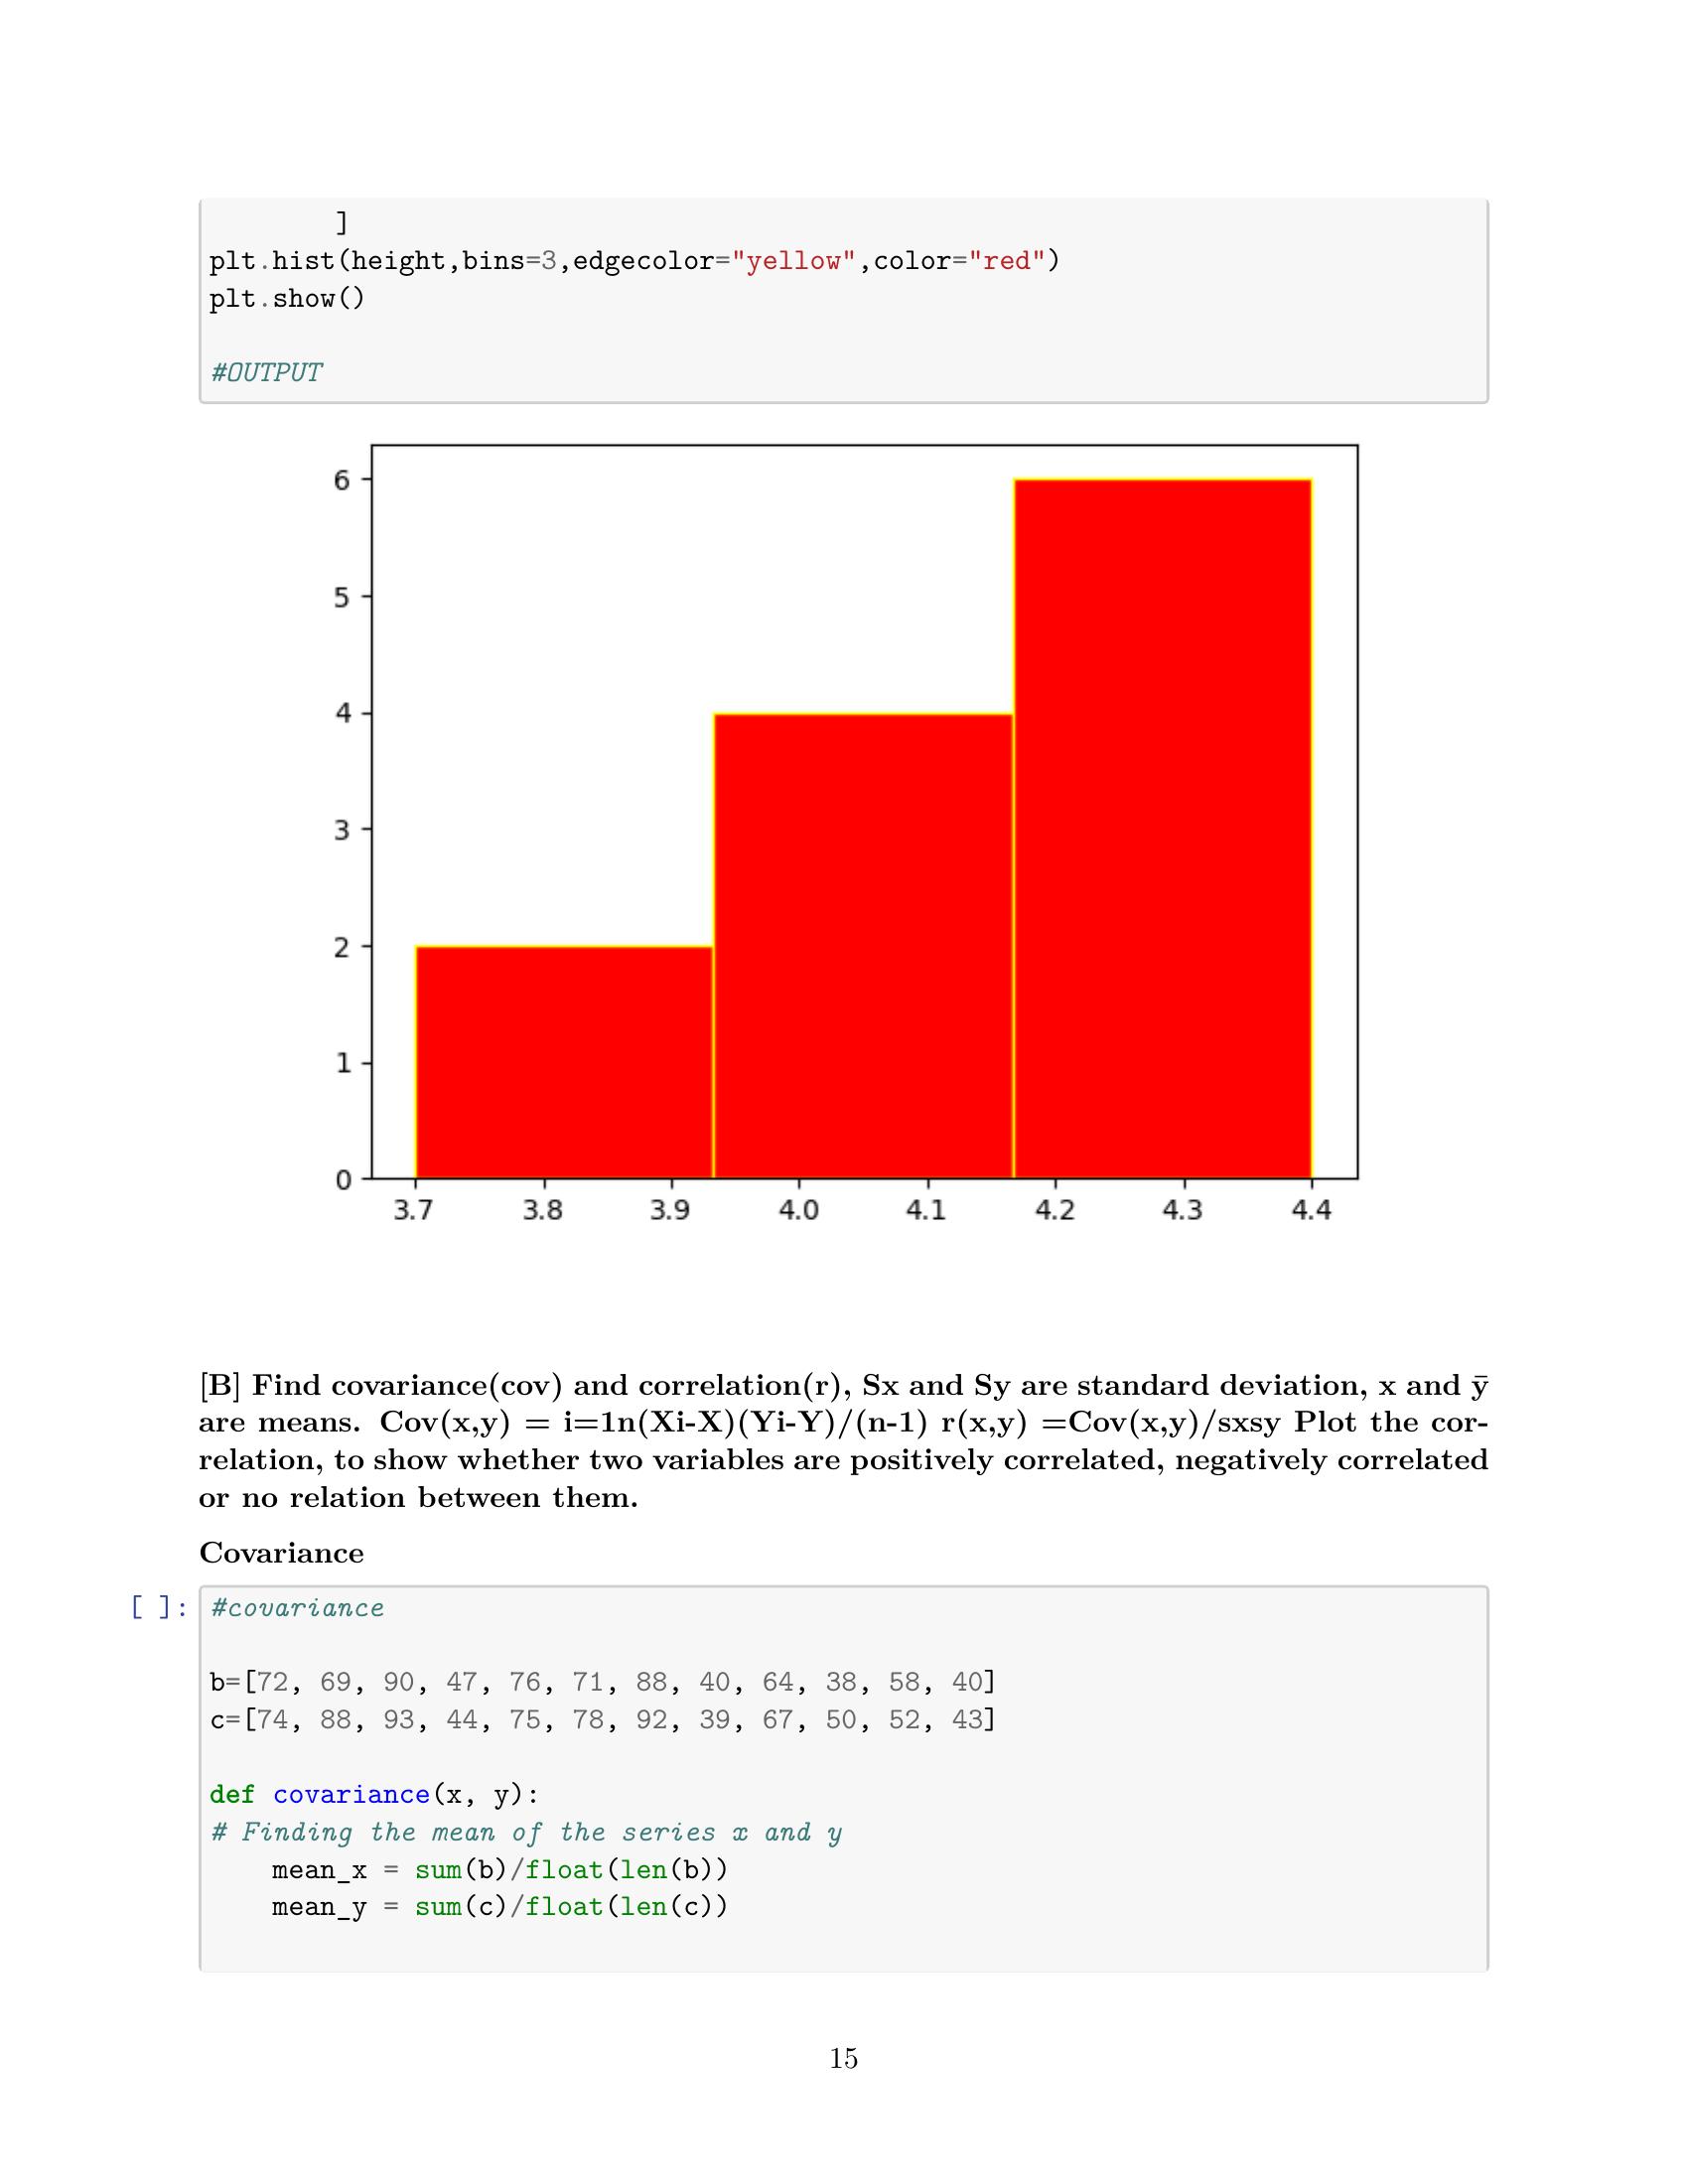 ]
plt.hist(height,bins=3,edgecolor="yellow",color="red")
plt.show()
#OUTPUT
6
5
4
3
2
1
0
3.7 3.8 3.9 4.0 4.1 4.2 4.3 4.4
[B] Find covariance(cov) and correlation(r), Sx and Sy are standard deviation, x and ȳ
are means. Cov(x,y) = i=1n(Xi-X)(Yi-Y)/(n-1) r(x,y) =Cov(x,y)/sxsy Plot the cor-
relation, to show whether two variables are positively correlated, negatively correlated
or no relation between them.
Covariance
[ ]: #covariance
b=[72, 69, 90, 47, 76, 71, 88, 40, 64, 38, 58, 40]
c=[74, 88, 93, 44, 75, 78, 92, 39, 67, 50, 52, 43]
def covariance(x, y):
# Finding the mean of the series x and y
    mean_x = sum(b)/float(len(b))
    mean_y = sum(c)/float(len(c))
15